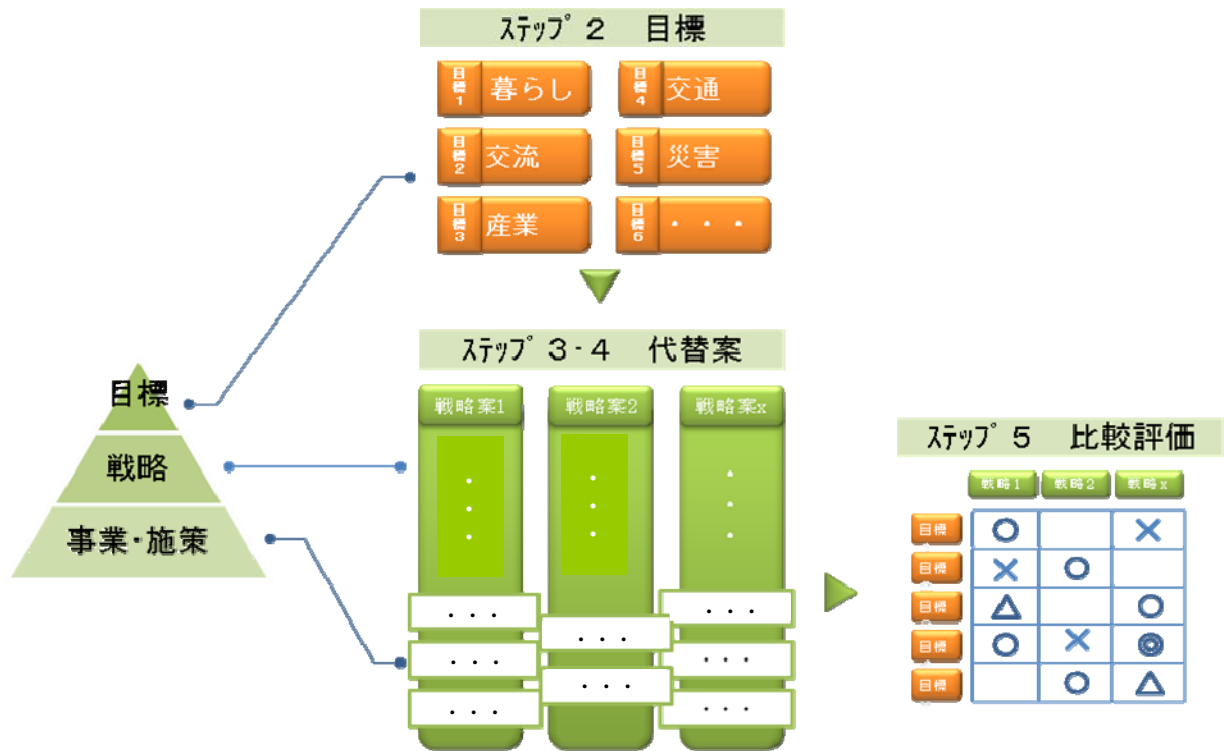 ステップ 2 目標
目標1 暮らし
目標4 交通
目標2 交流
目標5 災害
目標3 産業
目標6 ・・・
ステップ 3-4 代替案
目標
戦略
事業・施策
戦略案1
戦略案2
戦略案x
・・・
・・・
・・・
・・・
・・・
・・・
・・・
・・・
・・・
・・・
・・・
ステップ 5 比較評価
戦略1
戦略2
戦略x
目標 ○ ×
目標 × ○
目標 △ ○
目標 ○ × ◎
目標 ○ △